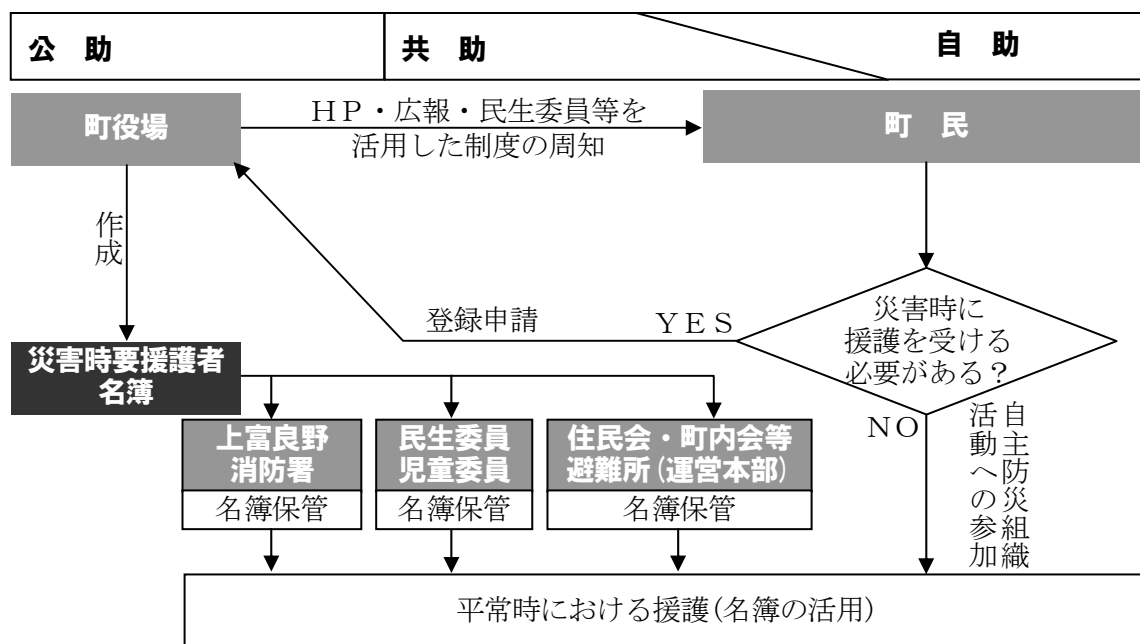 公　助
共　助
自　助
町役場
ＨＰ・広報・民生委員等を
活用した制度の周知
町　民
作成
登録申請
ＹＥＳ
災害時に
援護を受ける
必要がある？
災害時要援護者
名簿
ＮＯ
自主防災組織
活動への参加
上富良野
消防署
名簿保管
民生委員
児童委員
名簿保管
住民会・町内会等
避難所(運営本部)
名簿保管
平常時における援護(名簿の活用)